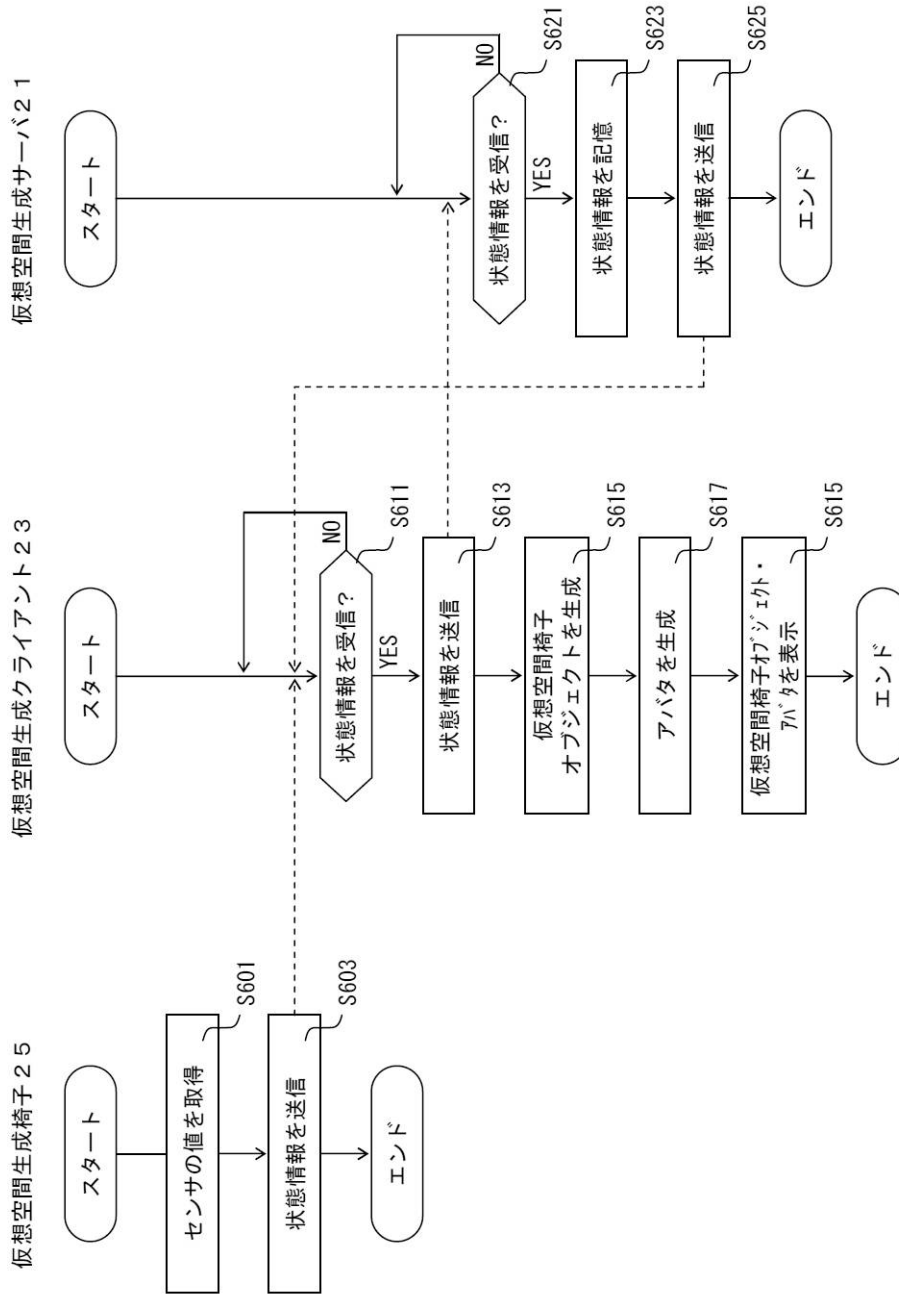 仮想空間生成椅子25
スタート
センサの値を取得
S601
状態情報を送信
S603
エンド
仮想空間生成クライアント23
スタート
NO
状態情報を受信?
S611
YES
状態情報を送信
S613
仮想空間椅子
オブジェクトを生成
S615
アバタを生成
S617
仮想空間椅子オブジェクト・
アバタを表示
S615
エンド
仮想空間生成サーバ21
スタート
NO
状態情報を受信?
S621
YES
状態情報を記憶
S623
状態情報を送信
S625
エンド